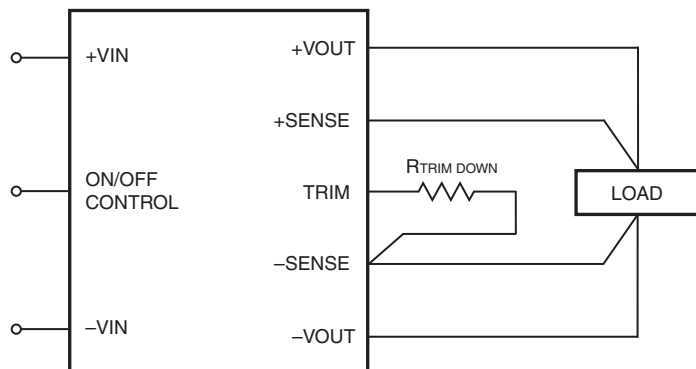 +VIN
ON/OFF
CONTROL
–VIN
+VOUT
+SENSE
TRIM
–SENSE
–VOUT
RTRIM DOWN
LOAD